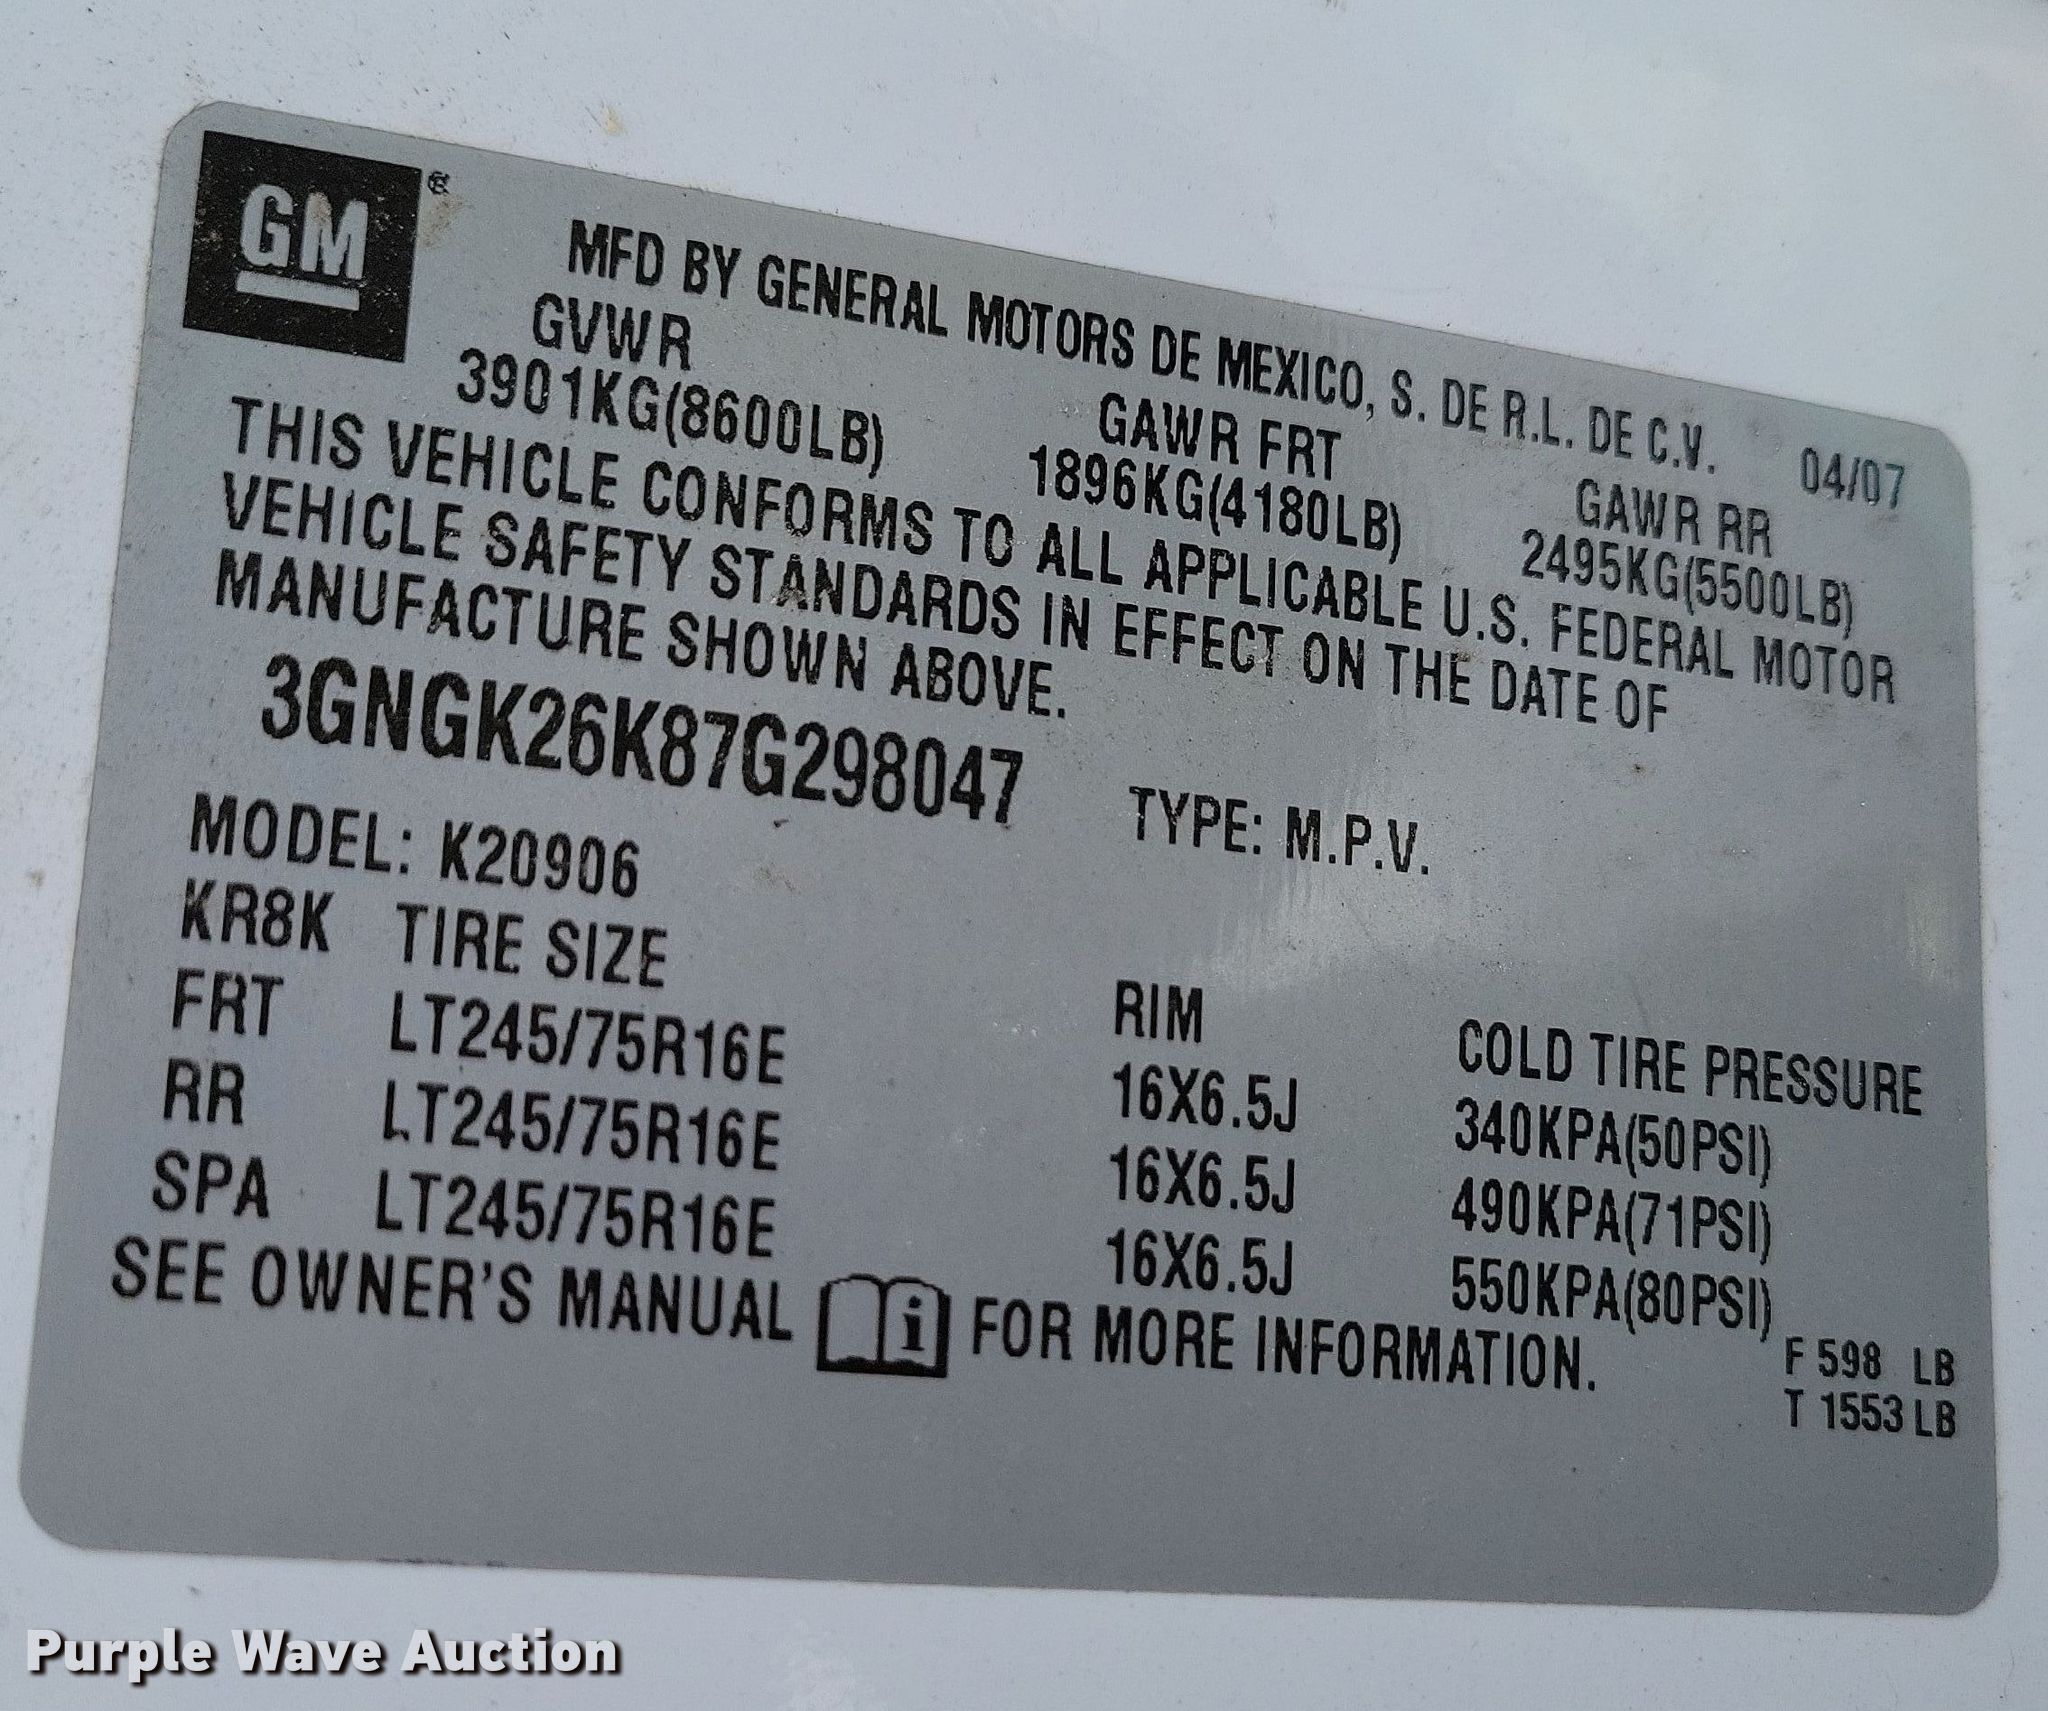 GM®
MFD BY GENERAL MOTORS DE MEXICO, S. DE R.L. DE C.V. 04/07
GVWR GAWR FRT GAWR RR
3901KG(8600LB) 1896KG(4180LB) 2495KG(5500LB)
THIS VEHICLE CONFORMS TO ALL APPLICABLE U.S. FEDERAL MOTOR
VEHICLE SAFETY STANDARDS IN EFFECT ON THE DATE OF
MANUFACTURE SHOWN ABOVE.
3GNGK26K87G298047 TYPE: M.P.V.
MODEL: K20906
KR8K TIRE SIZE RIM COLD TIRE PRESSURE
FRT LT245/75R16E 16X6.5J 340KPA(50PSI)
RR LT245/75R16E 16X6.5J 490KPA(71PSI)
SPA LT245/75R16E 16X6.5J 550KPA(80PSI)
SEE OWNER'S MANUAL i FOR MORE INFORMATION.
F 598 LB
T 1553 LB
Purple Wave Auction